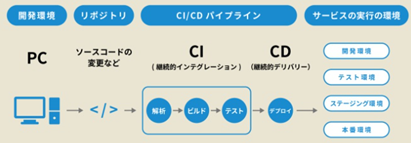 開発環境
リポジトリ
CI/CD パイプライン
サービスの実行の環境
PC
ソースコードの
変更など
CI
(継続的インテグレーション)
CD
(継続的デリバリー)
</>
解析
ビルド
テスト
デプロイ
開発環境
テスト環境
ステージング環境
本番環境